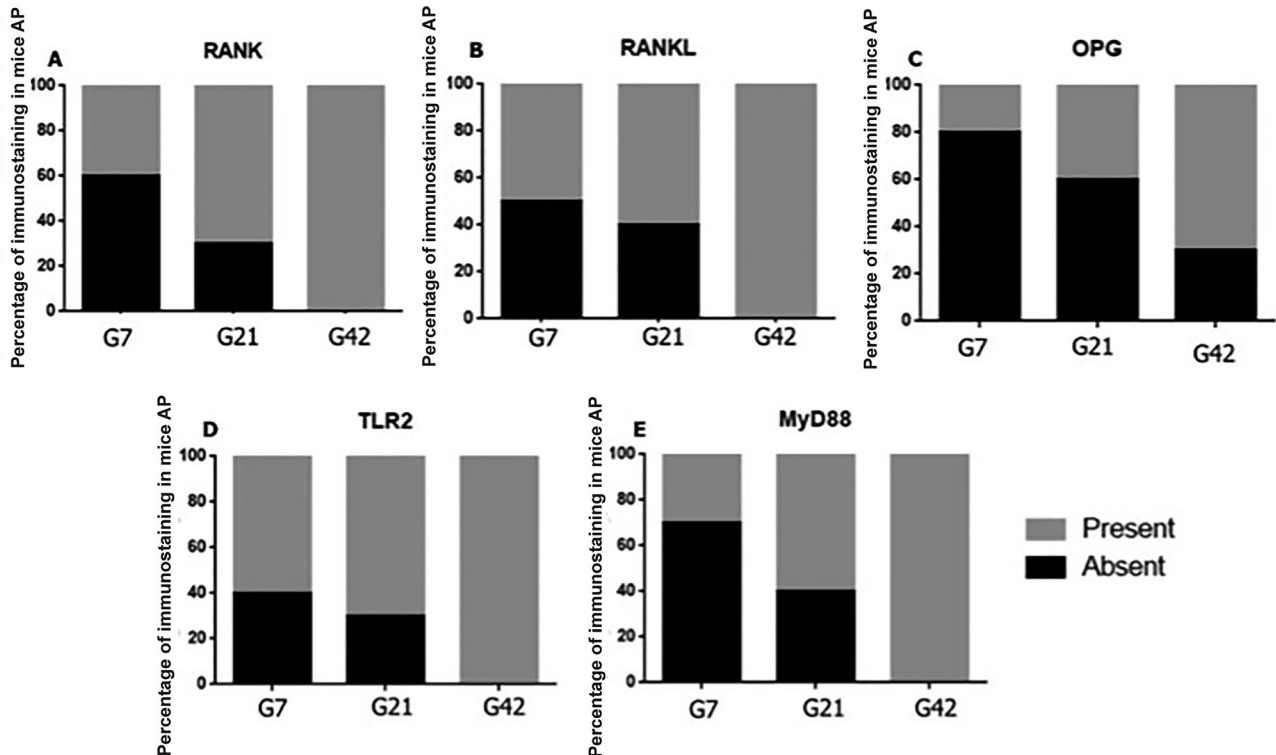 A
RANK
Percentage of immunostaining in mice AP
100
80
60
40
20
0
G7 G21 G42
B
RANKL
Percentage of immunostaining in mice AP
100
80
60
40
20
0
G7 G21 G42
C
OPG
Percentage of immunostaining in mice AP
100
80
60
40
20
0
G7 G21 G42
D
TLR2
Percentage of immunostaining in mice AP
100
80
60
40
20
0
G7 G21 G42
E
MyD88
Percentage of immunostaining in mice AP
100
80
60
40
20
0
G7 G21 G42
Present
Absent